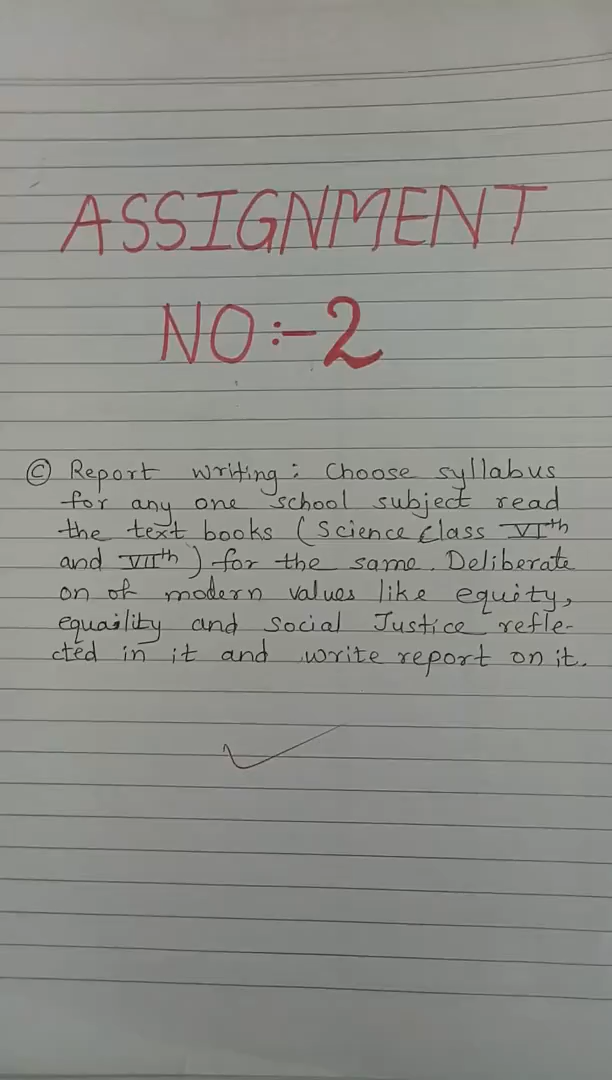 ASSIGNMENT
NO:-2
© Report writing: Choose syllabus
for any one school subject read
the text books (Science Class VIth
and VIIth) for the same. Deliberate
on of modern values like equity,
equaility and social Justice refle-
cted in it and write report on it.